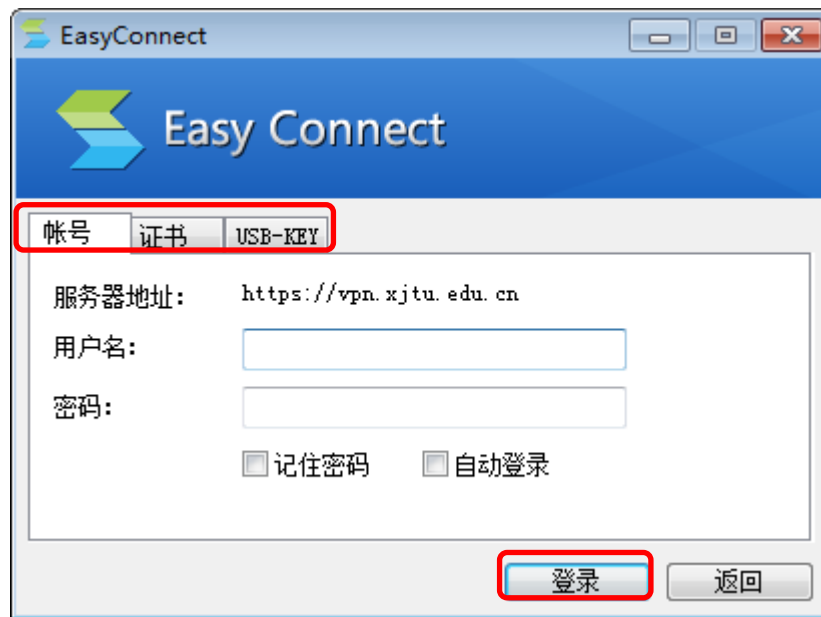 EasyConnect
Easy Connect
帐号 证书 USB-KEY
服务器地址: https://vpn.xjtu.edu.cn
用户名:
密码:
记住密码 自动登录
登录 返回